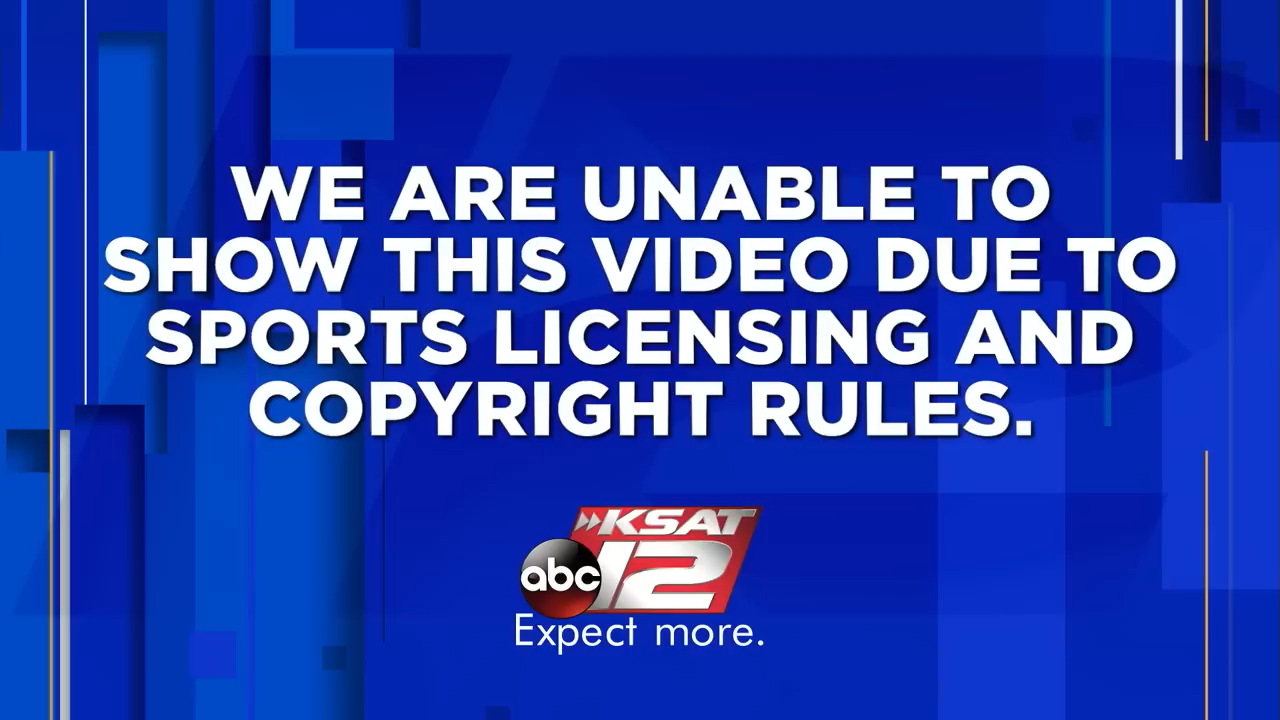 WE ARE UNABLE TO
SHOW THIS VIDEO DUE TO
SPORTS LICENSING AND
COPYRIGHT RULES.
KSAT
abc 12
Expect more.